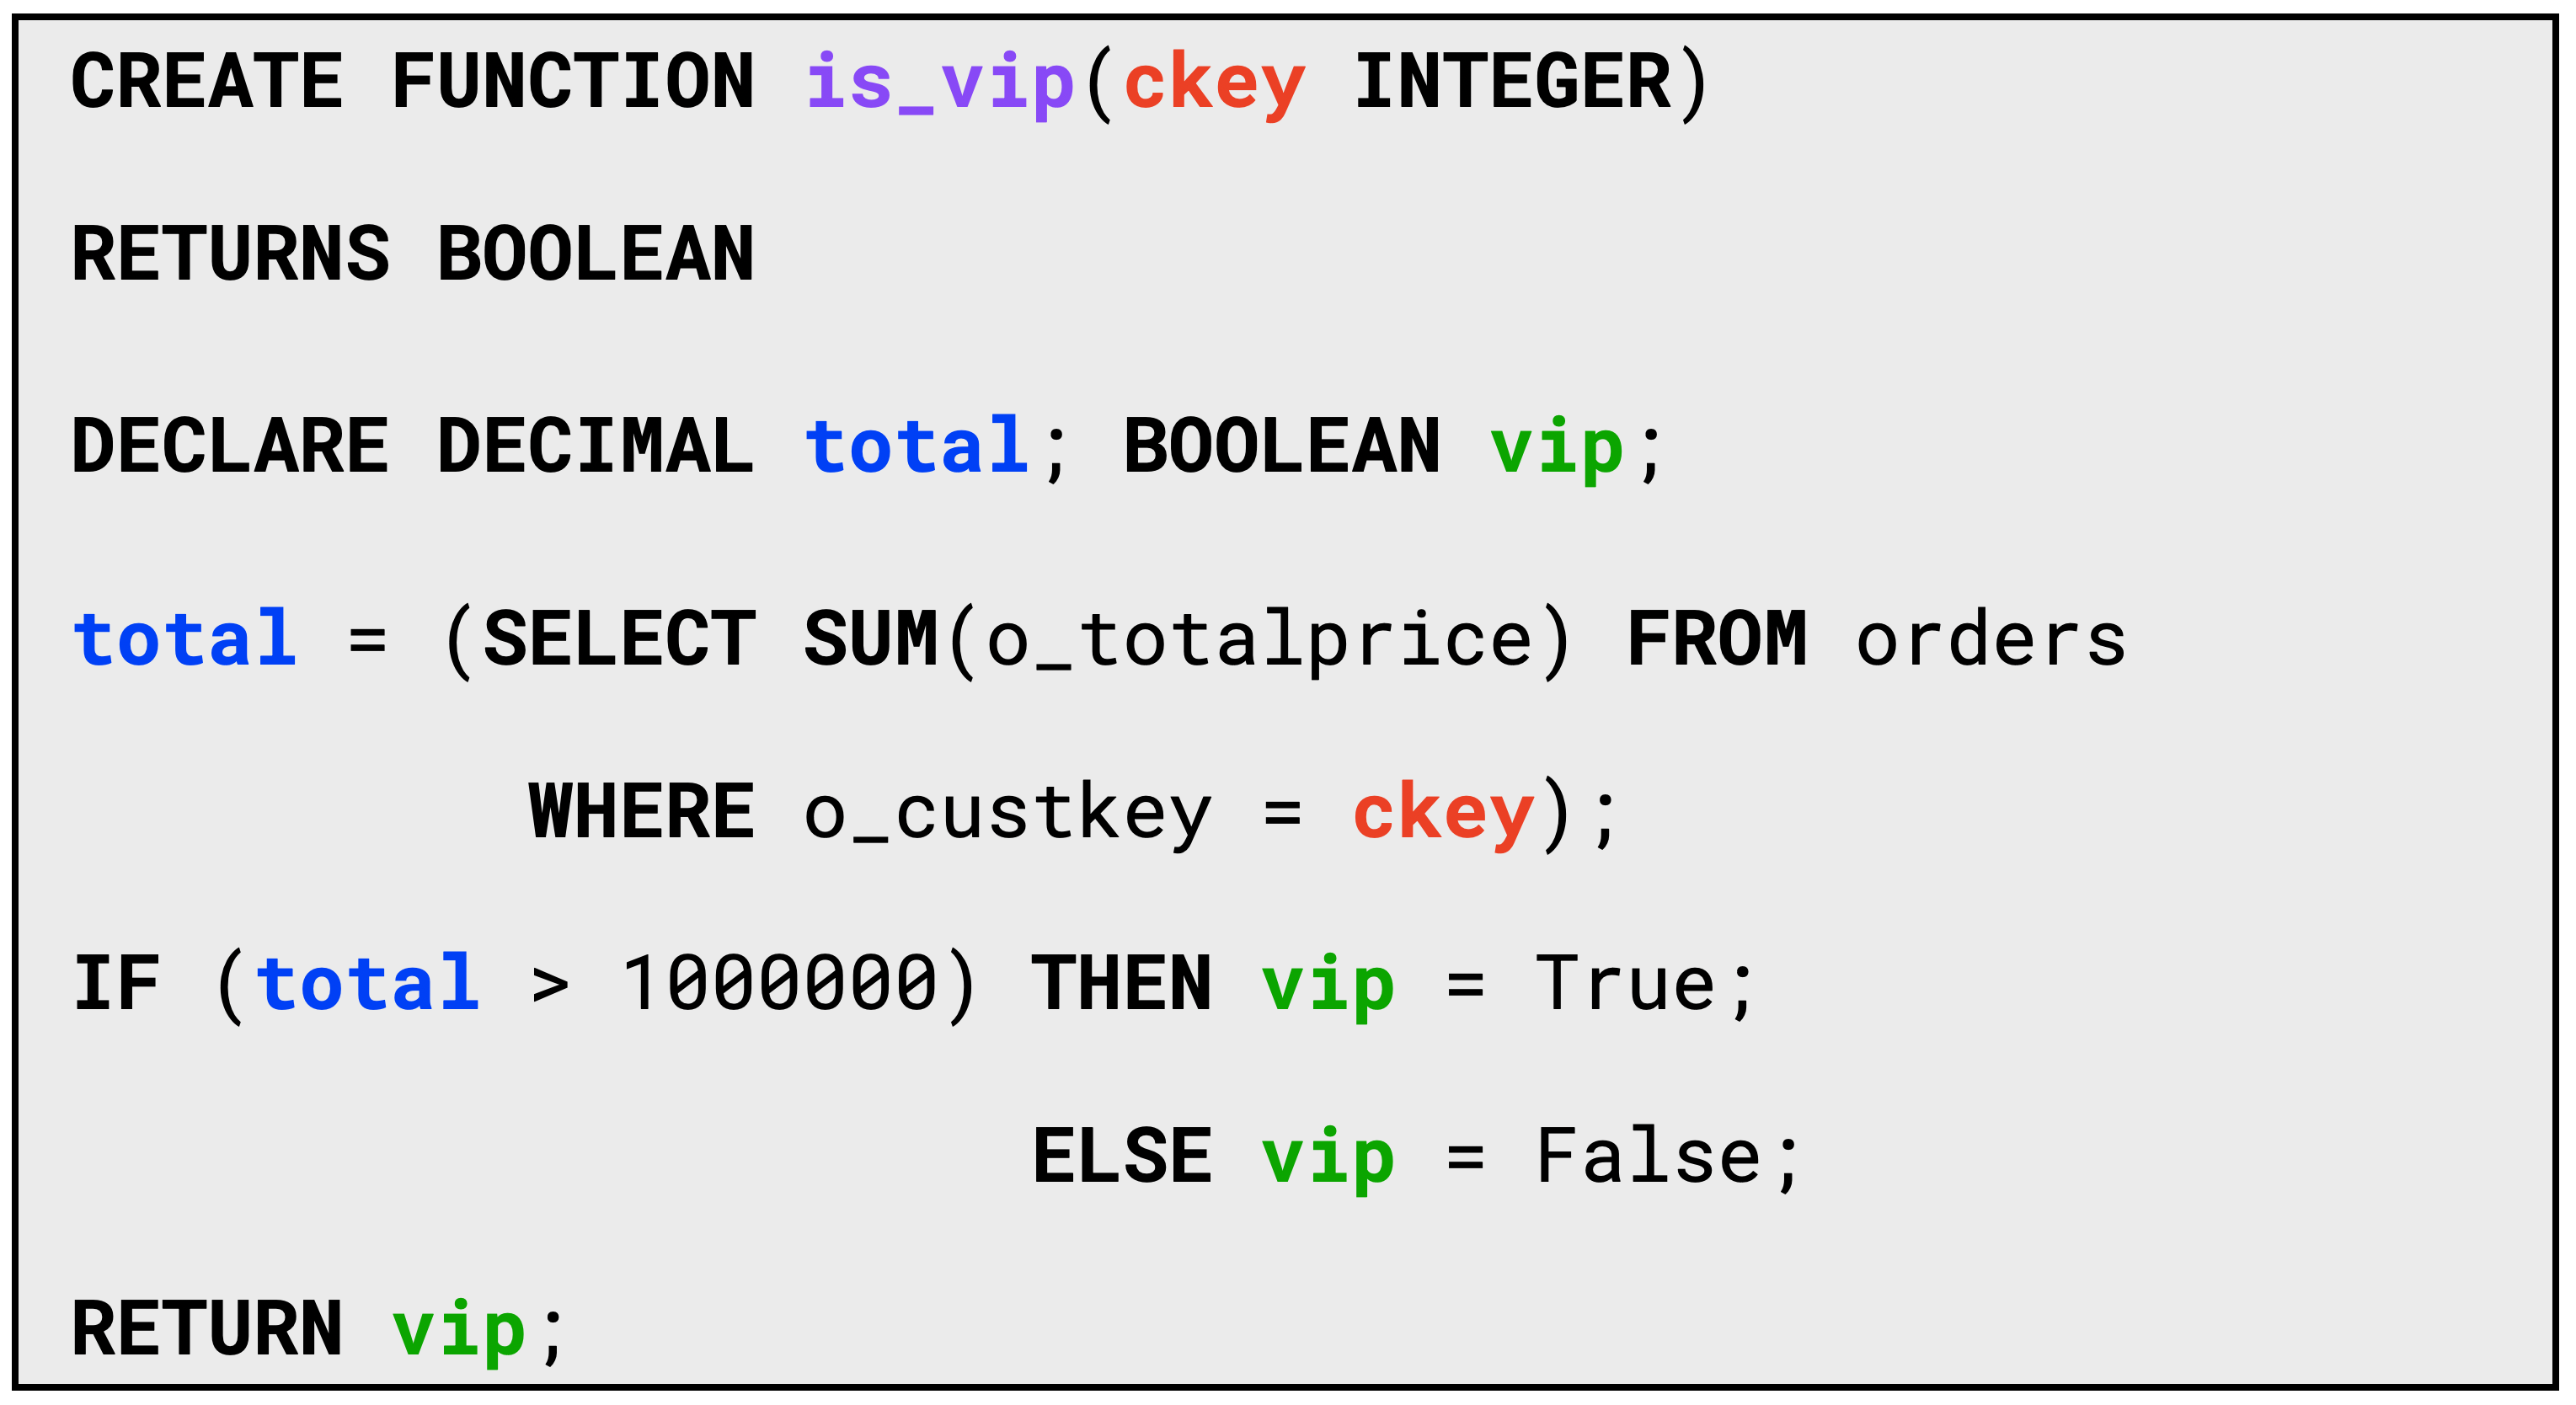 CREATE FUNCTION is_vip(ckey INTEGER)
RETURNS BOOLEAN
DECLARE DECIMAL total; BOOLEAN vip;
total = (SELECT SUM(o_totalprice) FROM orders
WHERE o_custkey = ckey);
IF (total > 1000000) THEN vip = True;
ELSE vip = False;
RETURN vip;